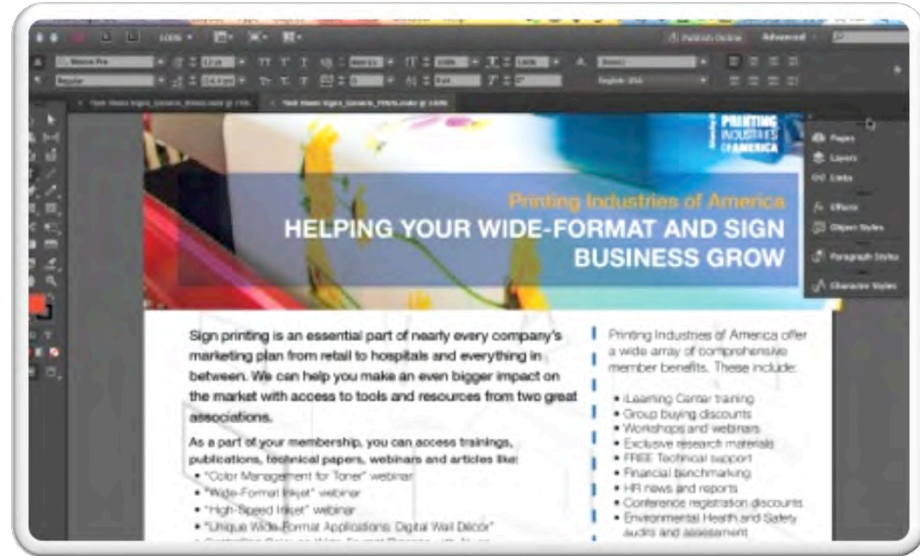 100%
Publish Online
Advanced
Minion Pro
Regular
PRINTING
INDUSTRIES
OF AMERICA
Pages
Layers
Links
Effects
Object Styles
Paragraph Styles
Character Styles
Printing Industries of America
HELPING YOUR WIDE-FORMAT AND SIGN
BUSINESS GROW
Sign printing is an essential part of nearly every company's
marketing plan from retail to hospitals and everything in
between. We can help you make an even bigger impact on
the market with access to tools and resources from two great
associations.
As a part of your membership, you can access trainings,
publications, technical papers, webinars and articles like:
• "Color Management for Toner" webinar
• "Wide-Format Inkjet" webinar
• "High-Speed Inkjet" webinar
• "Unique Wide-Format Applications: Digital Wall Décor"
Printing Industries of America offer
a wide array of comprehensive
member benefits. These include:
• iLearning Center training
• Group buying discounts
• Workshops and webinars
• Exclusive research materials
• FREE Technical support
• Financial benchmarking
• HR news and reports
• Conference registration discounts
• Environmental Health and Safety
audits and assessment